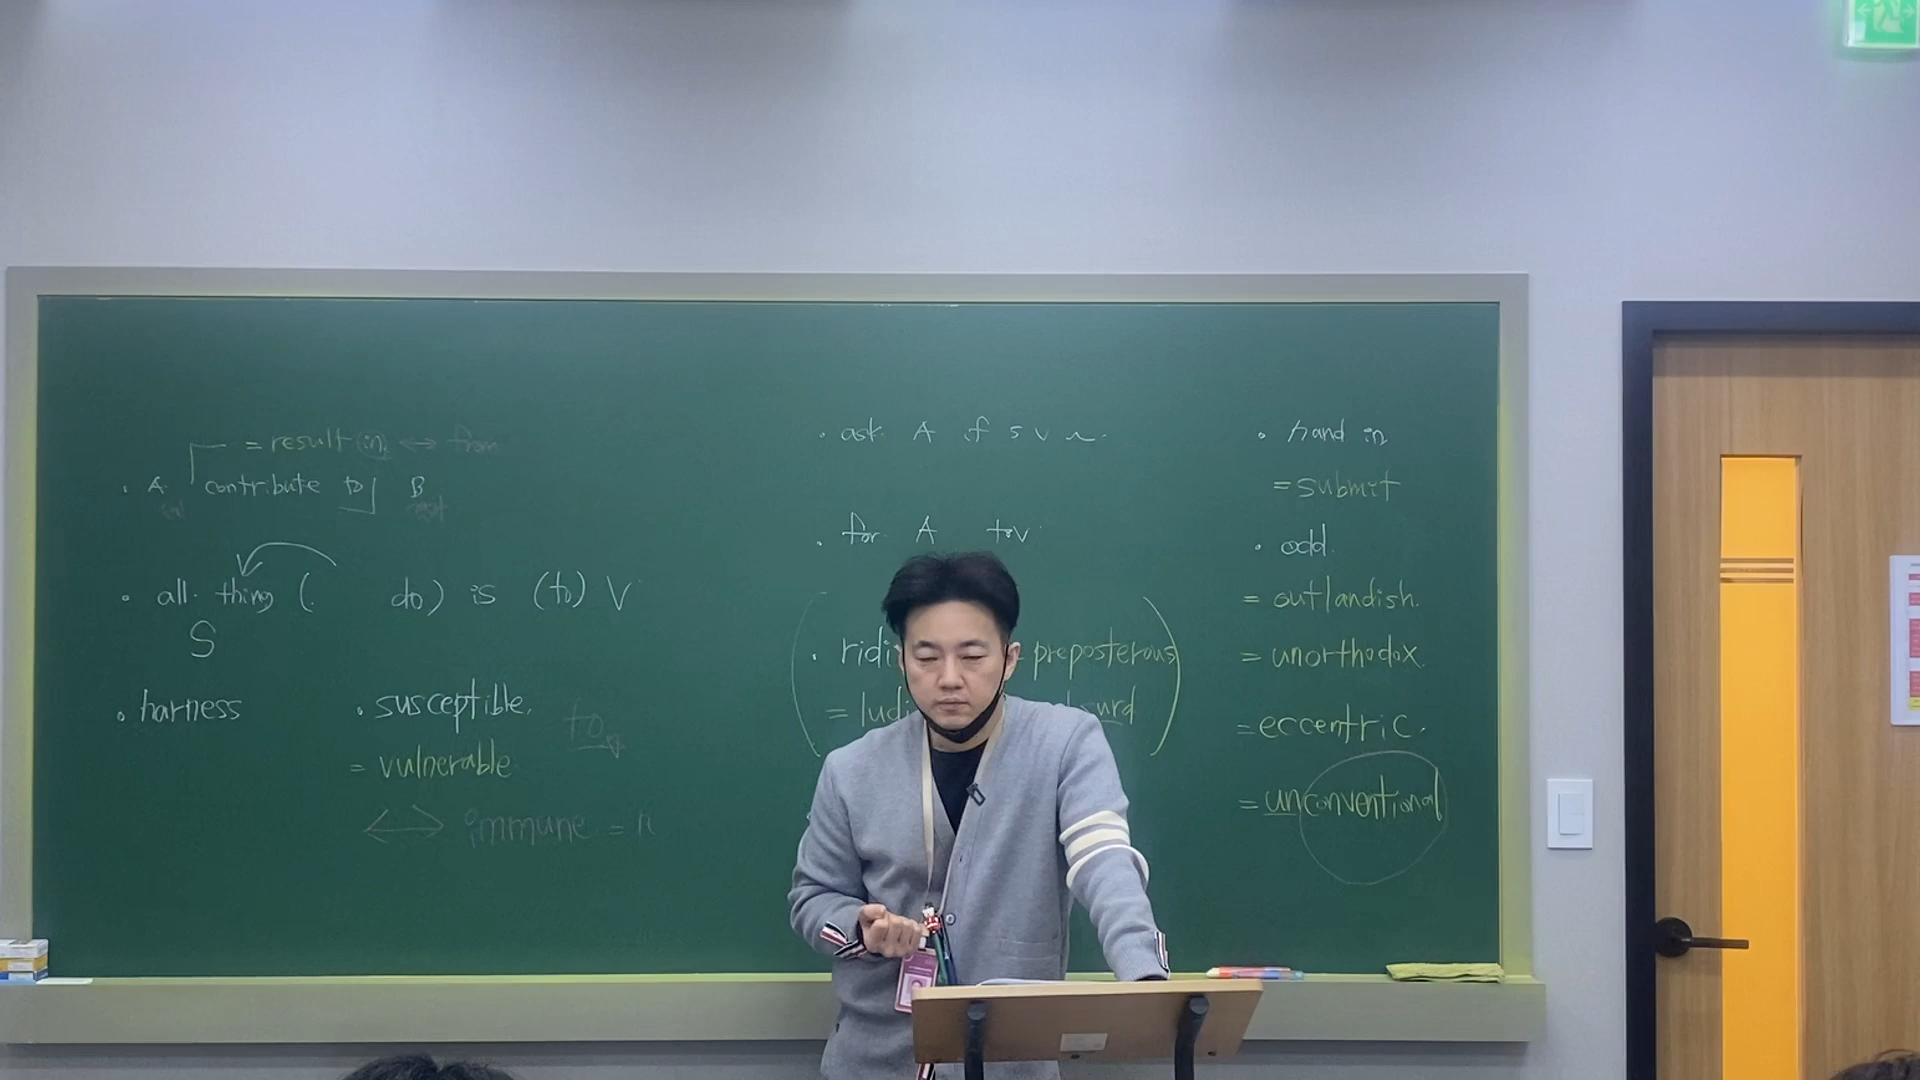 = result in ↔ from
· A contribute to B
· all thing ( do) is (to) V
S
· harness
· susceptible.
to
= vulnerable
↔ immune =
· ask A if S V ~
· for A to V
· preposterous
=
· hand in
= submit
· odd.
= outlandish.
= unorthodox.
= eccentric.
= unconventional